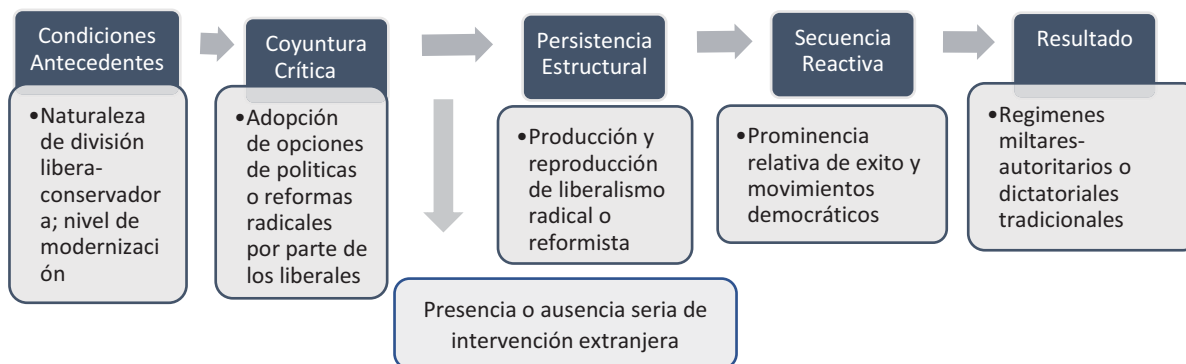 Condiciones
Antecedentes
•Naturaleza
de división
libera-
conservador
a; nivel de
modernizaci
ón
Coyuntura
Crítica
•Adopción
de opciones
de politicas
o reformas
radicales
por parte de
los liberales
Persistencia
Estructural
•Producción y
reproducción
de liberalismo
radical o
reformista
Secuencia
Reactiva
•Prominencia
relativa de exito y
movimientos
democráticos
Resultado
•Regimenes
miltares-
autoritarios o
dictatoriales
tradicionales
Presencia o ausencia seria de
intervención extranjera